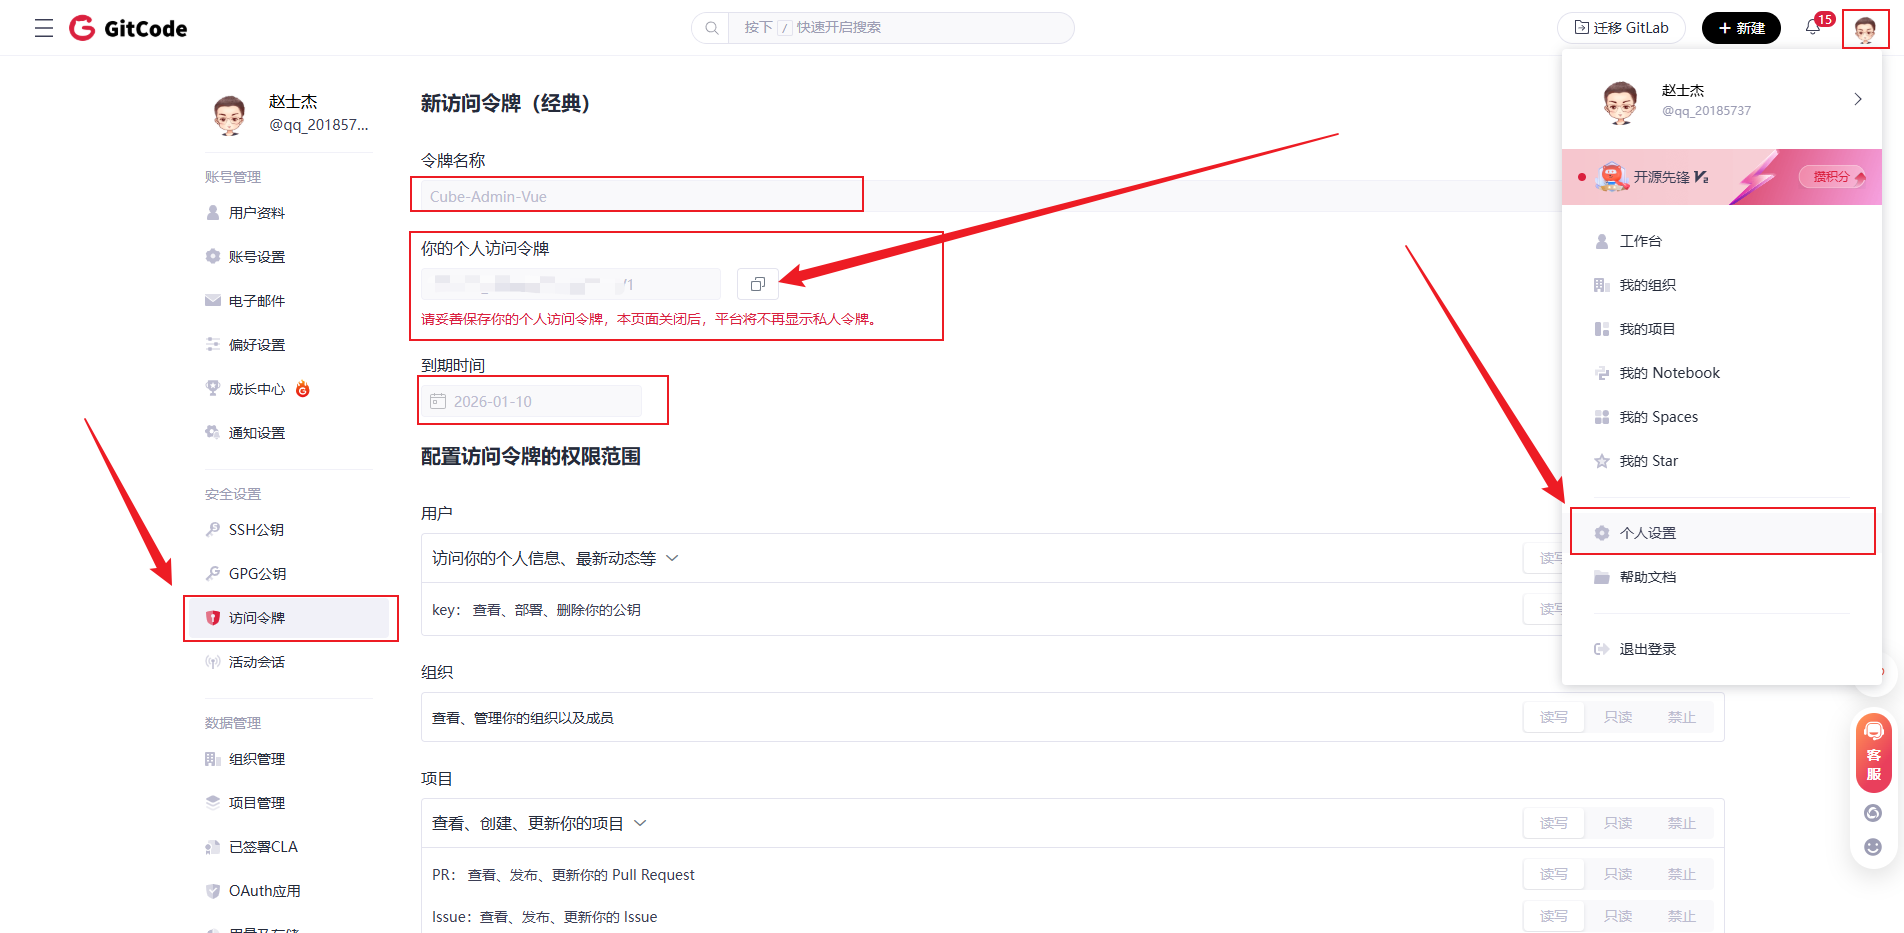 GitCode
按下 / 快速开启搜索
迁移 GitLab
新建
15
赵士杰
@qq_201857...
账号管理
用户资料
账号设置
电子邮件
偏好设置
成长中心
通知设置
安全设置
SSH公钥
GPG公钥
访问令牌
活动会话
数据管理
组织管理
项目管理
已签署CLA
OAuth应用
新访问令牌（经典）
令牌名称
Cube-Admin-Vue
你的个人访问令牌
/1
请妥善保存你的个人访问令牌，本页面关闭后，平台将不再显示私人令牌。
到期时间
2026-01-10
配置访问令牌的权限范围
用户
访问你的个人信息、最新动态等
读写
key： 查看、部署、删除你的公钥
读写
组织
查看、管理你的组织以及成员
读写 只读 禁止
项目
查看、创建、更新你的项目
读写 只读 禁止
PR： 查看、发布、更新你的 Pull Request
读写 只读 禁止
Issue：查看、发布、更新你的 Issue
读写 只读 禁止
赵士杰
@qq_20185737
开源先锋 V2
攒积分
工作台
我的组织
我的项目
我的 Notebook
我的 Spaces
我的 Star
个人设置
帮助文档
退出登录
客
服